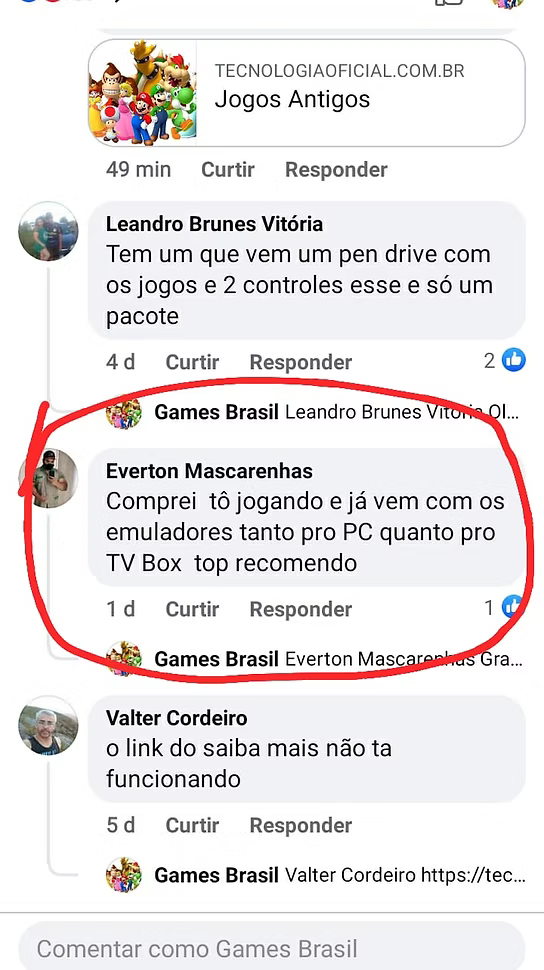 TECNOLOGIAOFICIAL.COM.BR
Jogos Antigos
49 min Curtir Responder
Leandro Brunes Vitória
Tem um que vem um pen drive com
os jogos e 2 controles esse e só um
pacote
4 d Curtir Responder 2
Games Brasil Leandro Brunes Vitória Ol...
Everton Mascarenhas
Comprei tô jogando e já vem com os
emuladores tanto pro PC quanto pro
TV Box top recomendo
1 d Curtir Responder 1
Games Brasil Everton Mascarenhas Gra...
Valter Cordeiro
o link do saiba mais não ta
funcionando
5 d Curtir Responder
Games Brasil Valter Cordeiro https://tec...
Comentar como Games Brasil